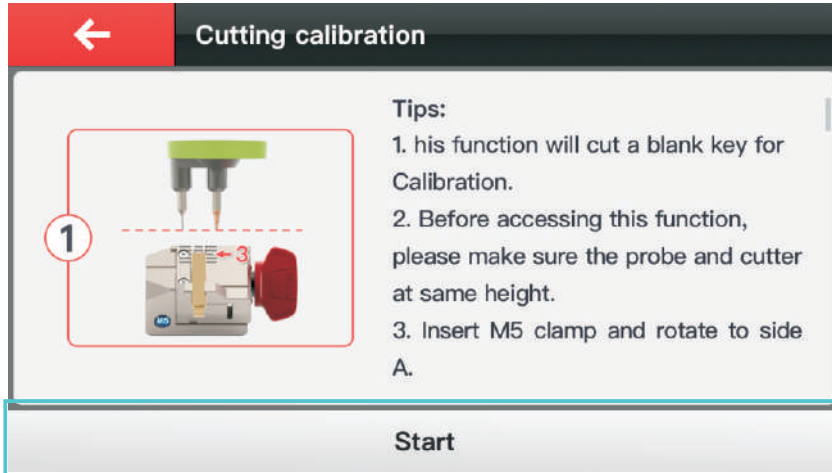 Cutting calibration
Tips:
1. his function will cut a blank key for
Calibration.
2. Before accessing this function,
please make sure the probe and cutter
at same height.
3. Insert M5 clamp and rotate to side
A.
1
3
M5
Start